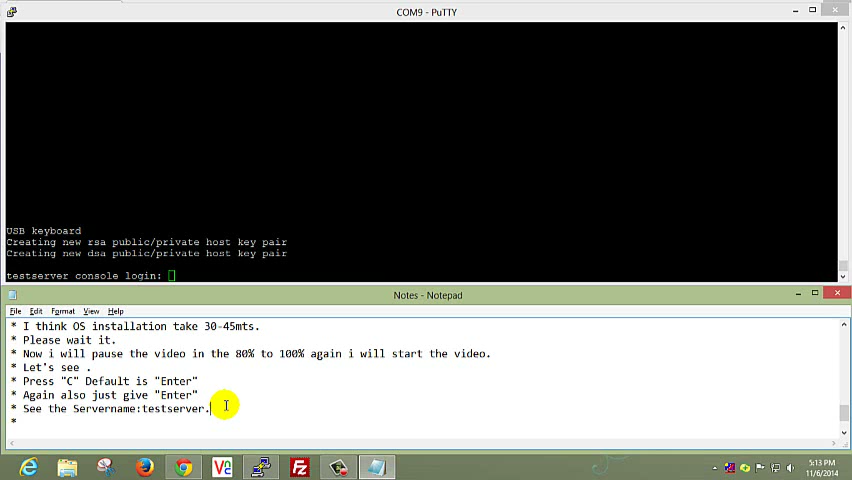 COM9 - PuTTY
USB keyboard
Creating new rsa public/private host key pair
Creating new dsa public/private host key pair
testserver console login:
Notes - Notepad
File Edit Format View Help
* I think OS installation take 30-45mts.
* Please wait it.
* Now i will pause the video in the 80% to 100% again i will start the video.
* Let's see .
* Press "C" Default is "Enter"
* Again also just give "Enter"
* See the Servername:testserver.
*
5:13 PM
11/6/2014